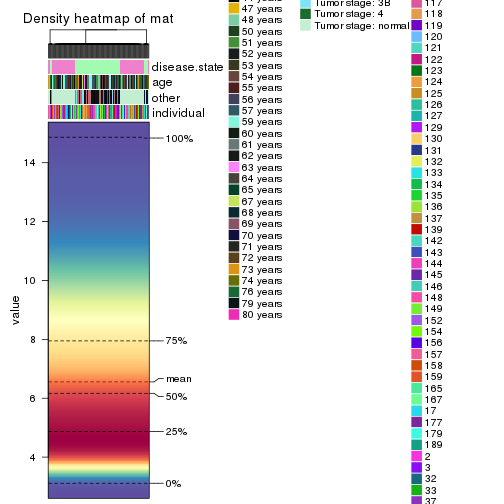 Density heatmap of mat
disease.state
age
other
individual
value
14
12
10
8
6
4
100%
75%
mean
50%
25%
0%
47 years
48 years
50 years
51 years
52 years
53 years
54 years
55 years
56 years
57 years
59 years
60 years
61 years
62 years
63 years
64 years
65 years
67 years
68 years
69 years
70 years
71 years
72 years
73 years
74 years
76 years
79 years
80 years
Tumor stage: 3B
Tumor stage: 4
Tumor stage: normal
117
118
119
120
121
122
123
124
125
126
127
129
130
131
132
133
134
135
136
137
139
142
143
144
145
146
148
149
152
154
156
157
158
159
165
167
17
177
179
189
2
3
32
33
37